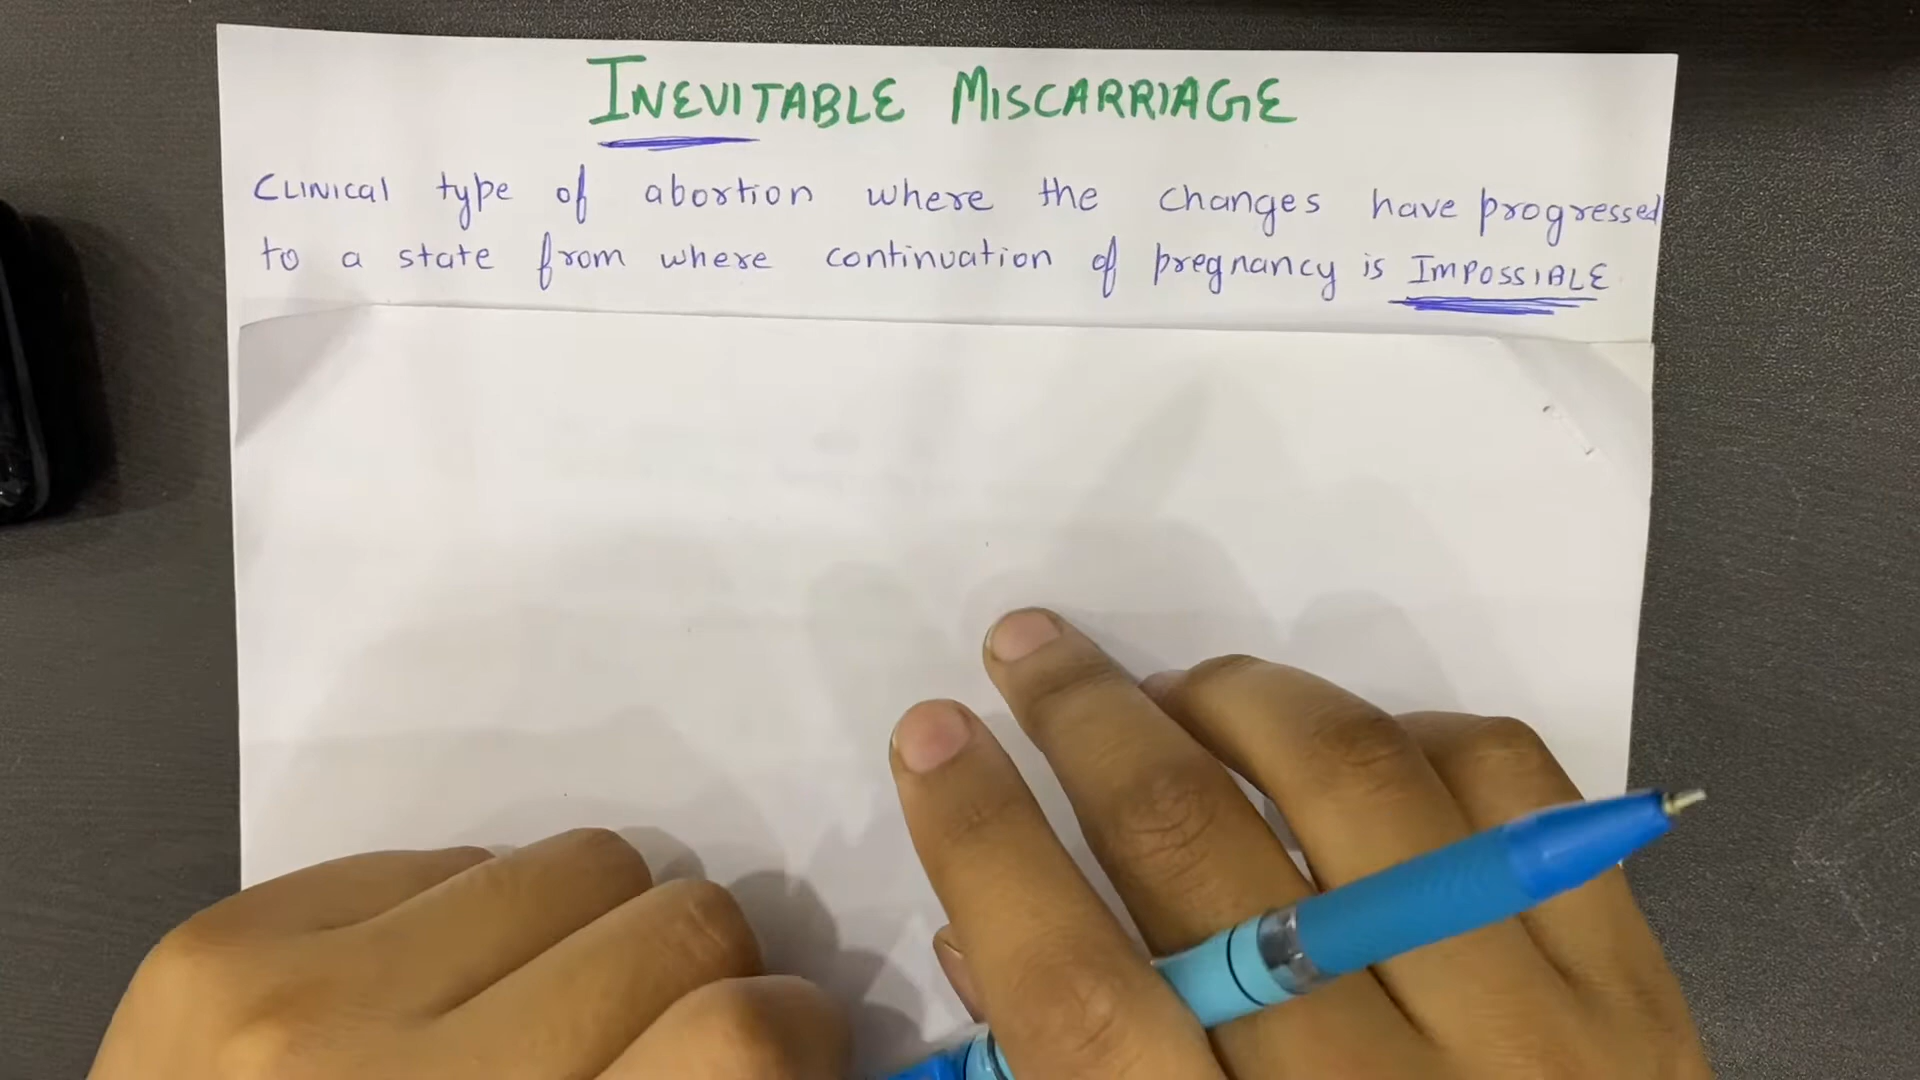 INEVITABLE MISCARRIAGE
CLINICAL type of abortion where the changes have progressed
to a state from where continuation of pregnancy is IMPOSSIBLE